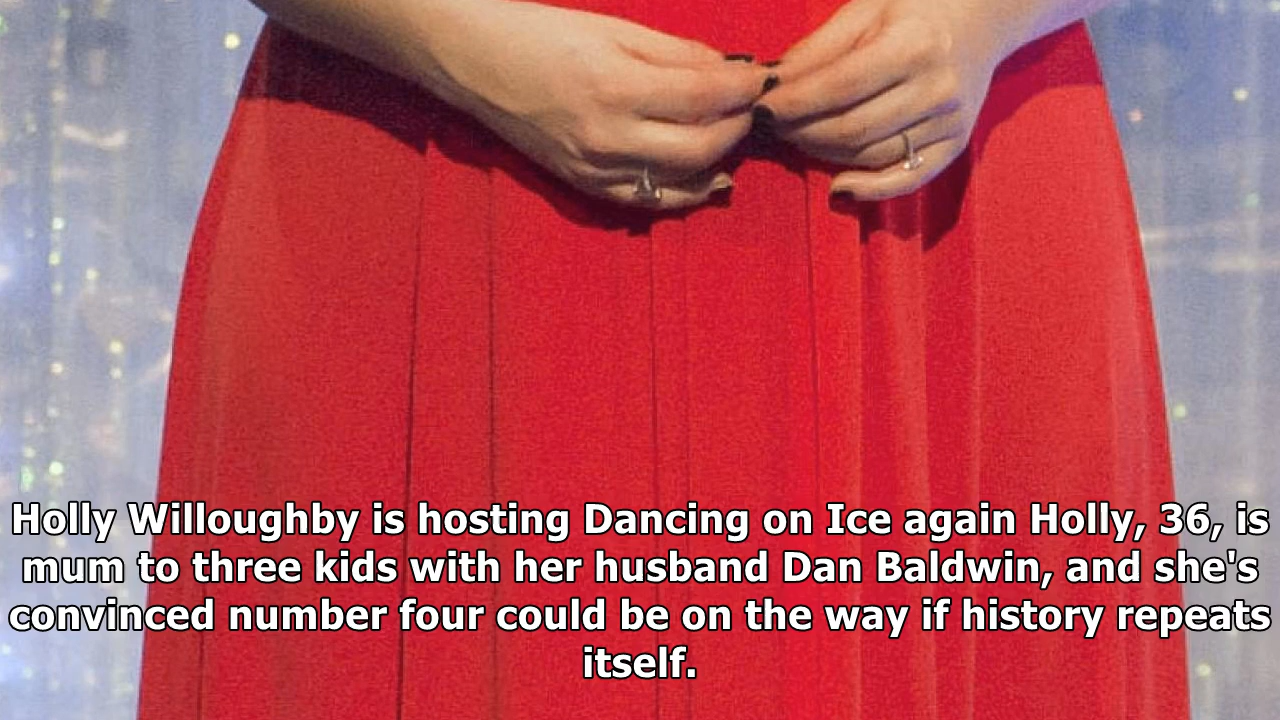 Holly Willoughby is hosting Dancing on Ice again Holly, 36, is
mum to three kids with her husband Dan Baldwin, and she's
convinced number four could be on the way if history repeats
itself.